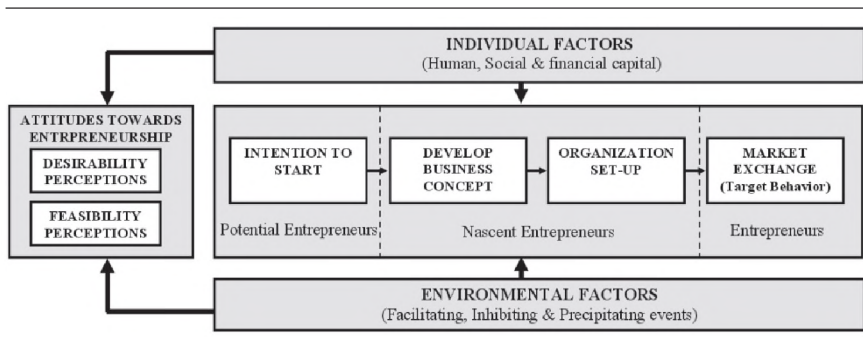 INDIVIDUAL FACTORS
(Human, Social & financial capital)
ATTITUDES TOWARDS
ENTRPRENEURSHIP
DESIRABILITY
PERCEPTIONS
FEASIBILITY
PERCEPTIONS
INTENTION TO
START
DEVELOP
BUSINESS
CONCEPT
ORGANIZATION
SET-UP
MARKET
EXCHANGE
(Target Behavior)
Potential Entrepreneurs
Nascent Entrepreneurs
Entrepreneurs
ENVIRONMENTAL FACTORS
(Facilitating, Inhibiting & Precipitating events)